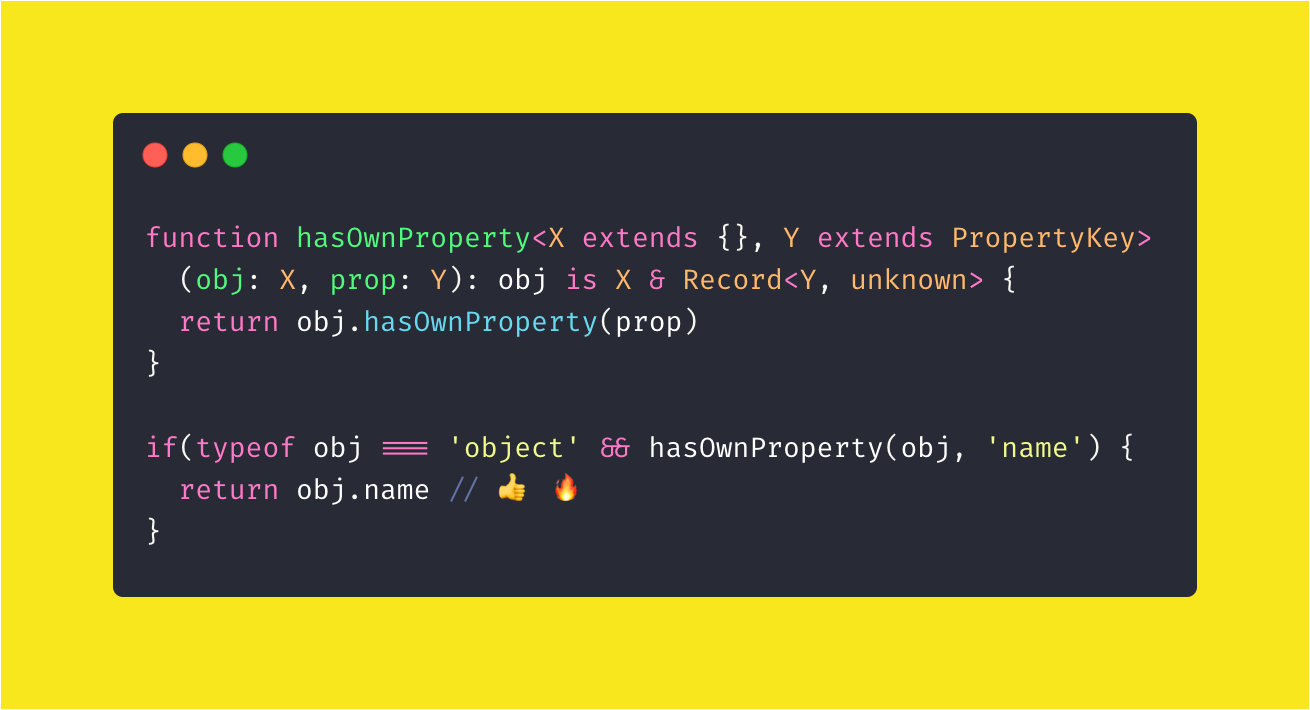 function hasOwnProperty<X extends {}, Y extends PropertyKey>
  (obj: X, prop: Y): obj is X & Record<Y, unknown> {
  return obj.hasOwnProperty(prop)
}

if(typeof obj === 'object' && hasOwnProperty(obj, 'name') {
  return obj.name // 👍 🔥
}